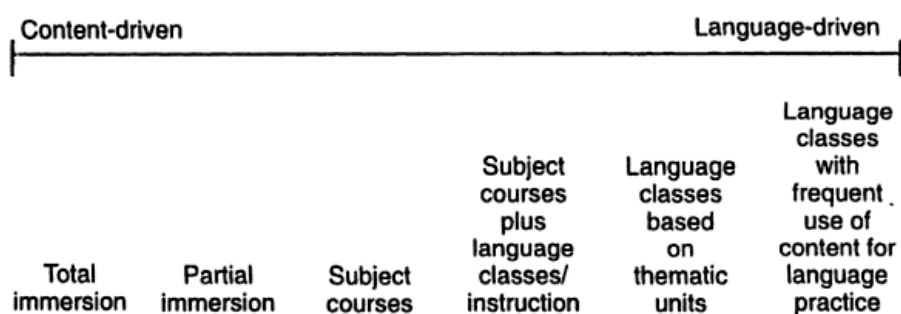 Content-driven
Language-driven
Total
immersion
Partial
immersion
Subject
courses
Subject
courses
plus
language
classes/
instruction
Language
classes
based
on
thematic
units
Language
classes
with
frequent
use of
content for
language
practice